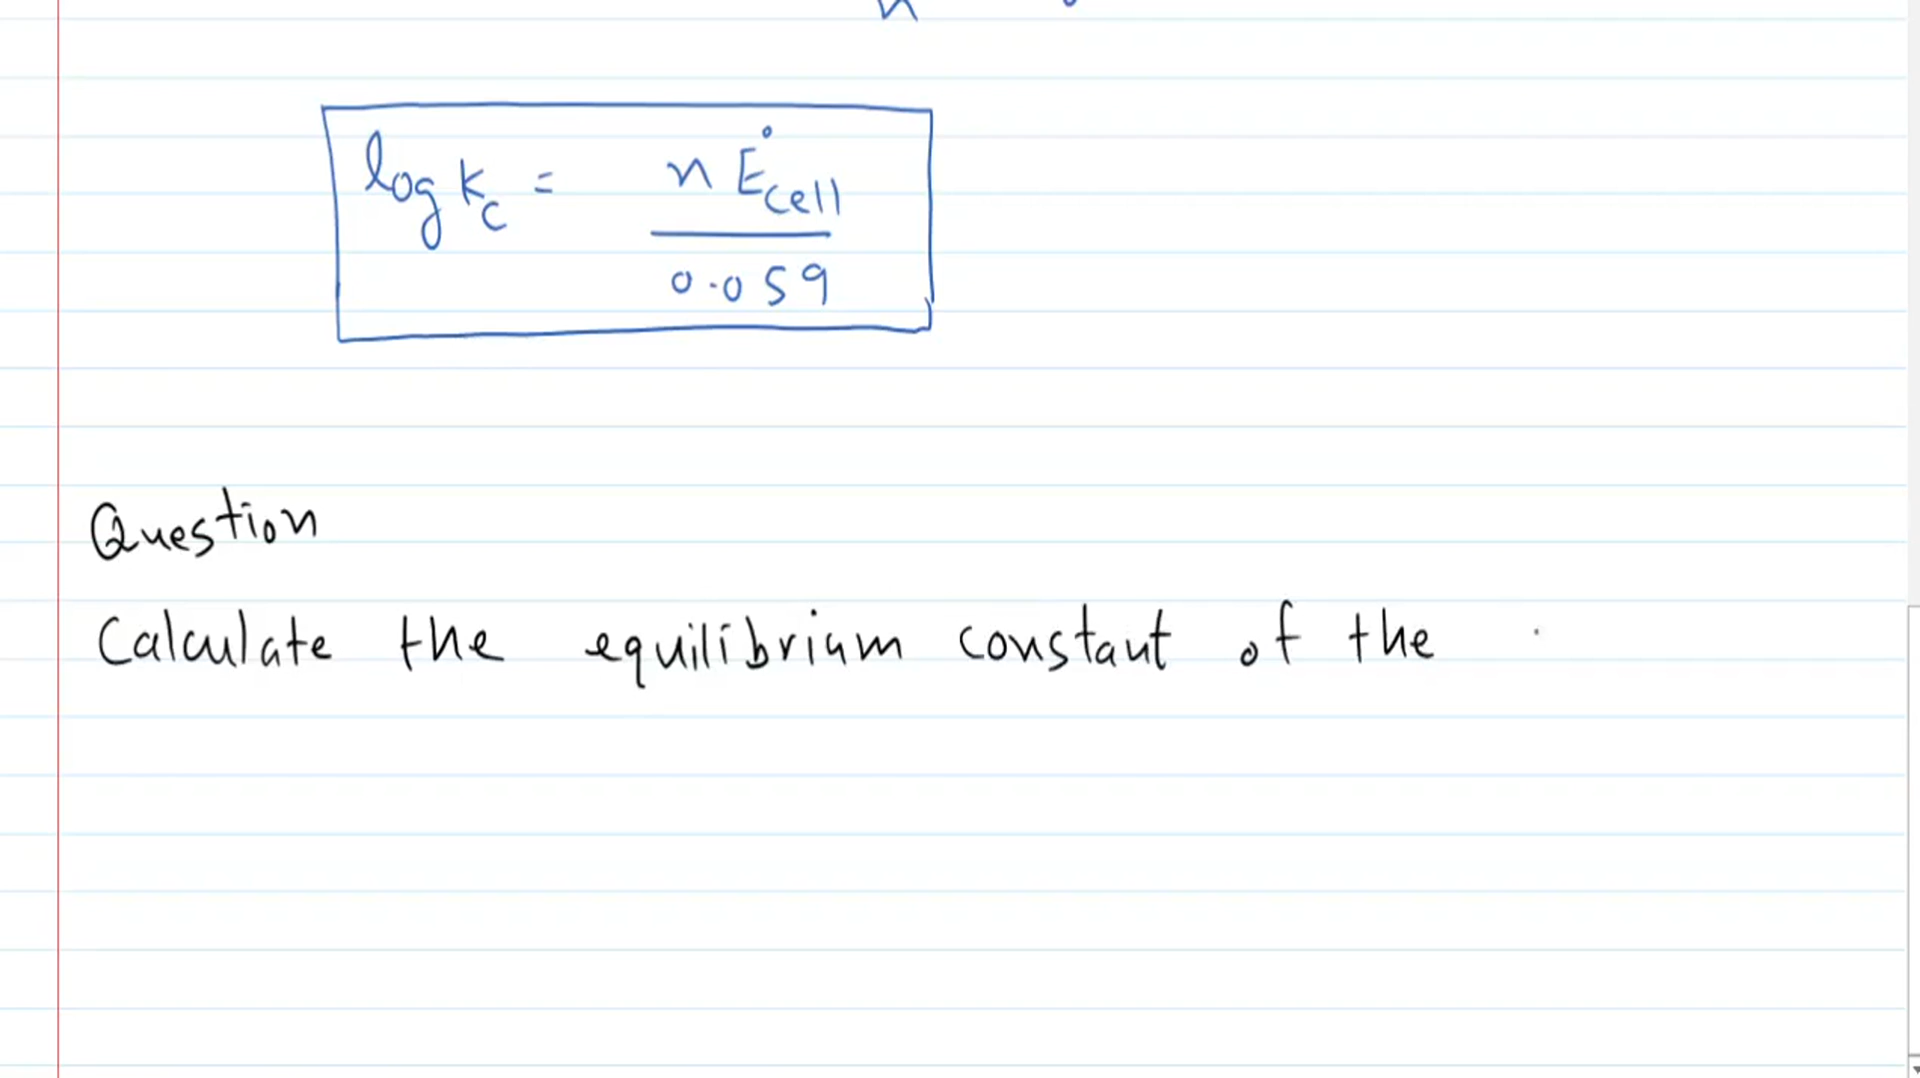 log Kc = n E°cell
0.059
Question
Calculate the equilibrium constant of the